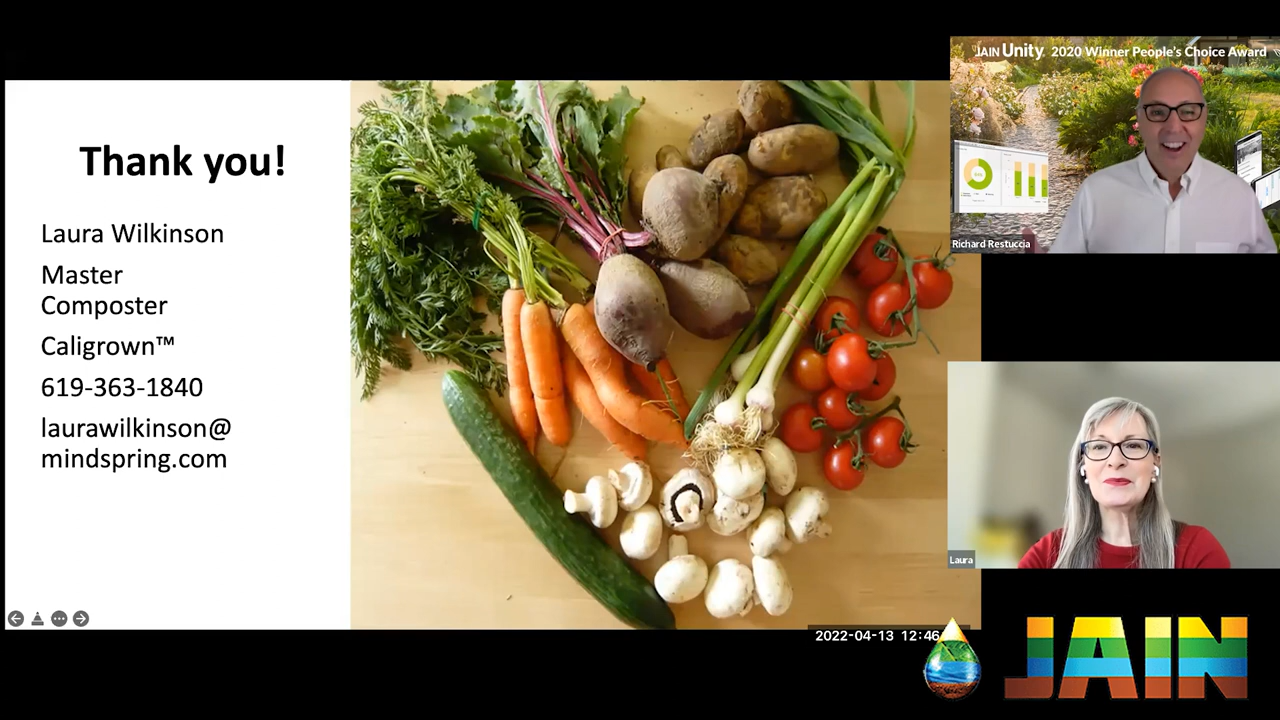 Thank you!
Laura Wilkinson
Master
Composter
Caligrown™
619-363-1840
laurawilkinson@
mindspring.com
JAIN Unity. 2020 Winner People's Choice Award
Richard Restuccia
Laura
2022-04-13 12:46
JAIN